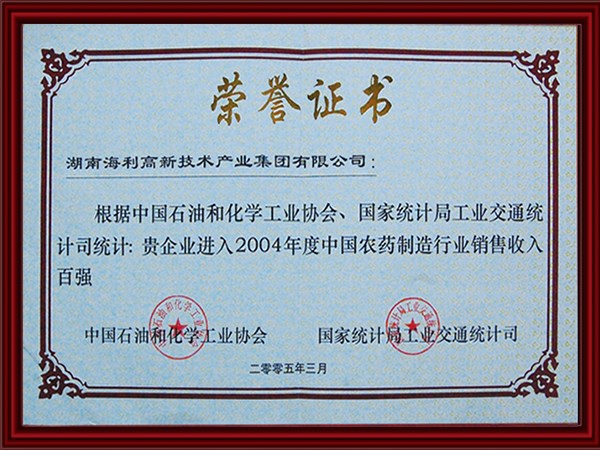 荣誉证书
湖南海利高新技术产业集团有限公司：
根据中国石油和化学工业协会、国家统计局工业交通统
计司统计：贵企业进入2004年度中国农药制造行业销售收入
百强
中国石油和化学工业协会 国家统计局工业交通统计司
二零零五年三月